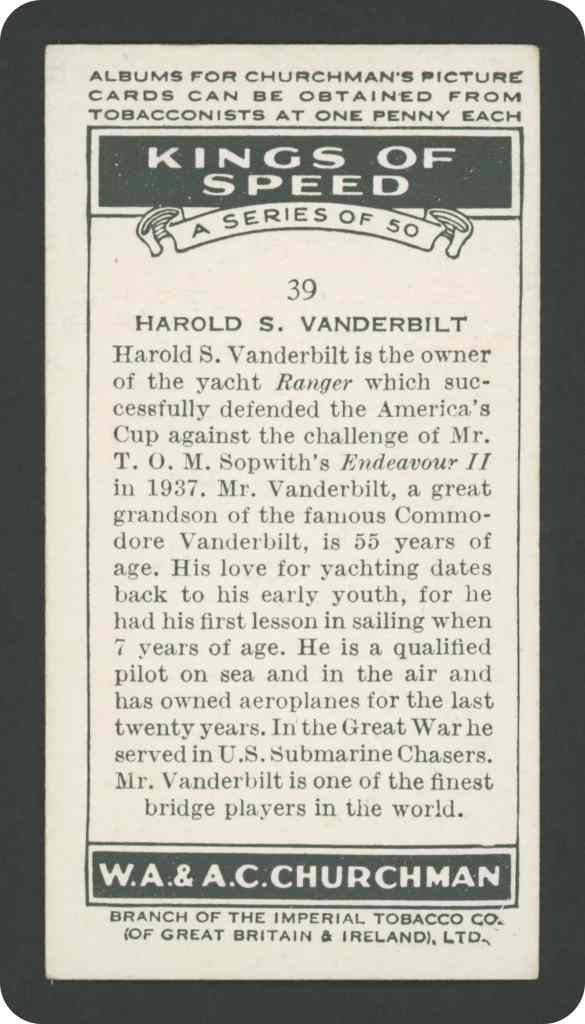 ALBUMS FOR CHURCHMAN'S PICTURE
CARDS CAN BE OBTAINED FROM
TOBACCONISTS AT ONE PENNY EACH
KINGS OF
SPEED
A SERIES OF 50
39
HAROLD S. VANDERBILT
Harold S. Vanderbilt is the owner
of the yacht Ranger which suc-
cessfully defended the America's
Cup against the challenge of Mr.
T. O. M. Sopwith's Endeavour II
in 1937. Mr. Vanderbilt, a great
grandson of the famous Commo-
dore Vanderbilt, is 55 years of
age. His love for yachting dates
back to his early youth, for he
had his first lesson in sailing when
7 years of age. He is a qualified
pilot on sea and in the air and
has owned aeroplanes for the last
twenty years. In the Great War he
served in U.S. Submarine Chasers.
Mr. Vanderbilt is one of the finest
bridge players in the world.
W.A.& A.C.CHURCHMAN
BRANCH OF THE IMPERIAL TOBACCO CO.
(OF GREAT BRITAIN & IRELAND), LTD.